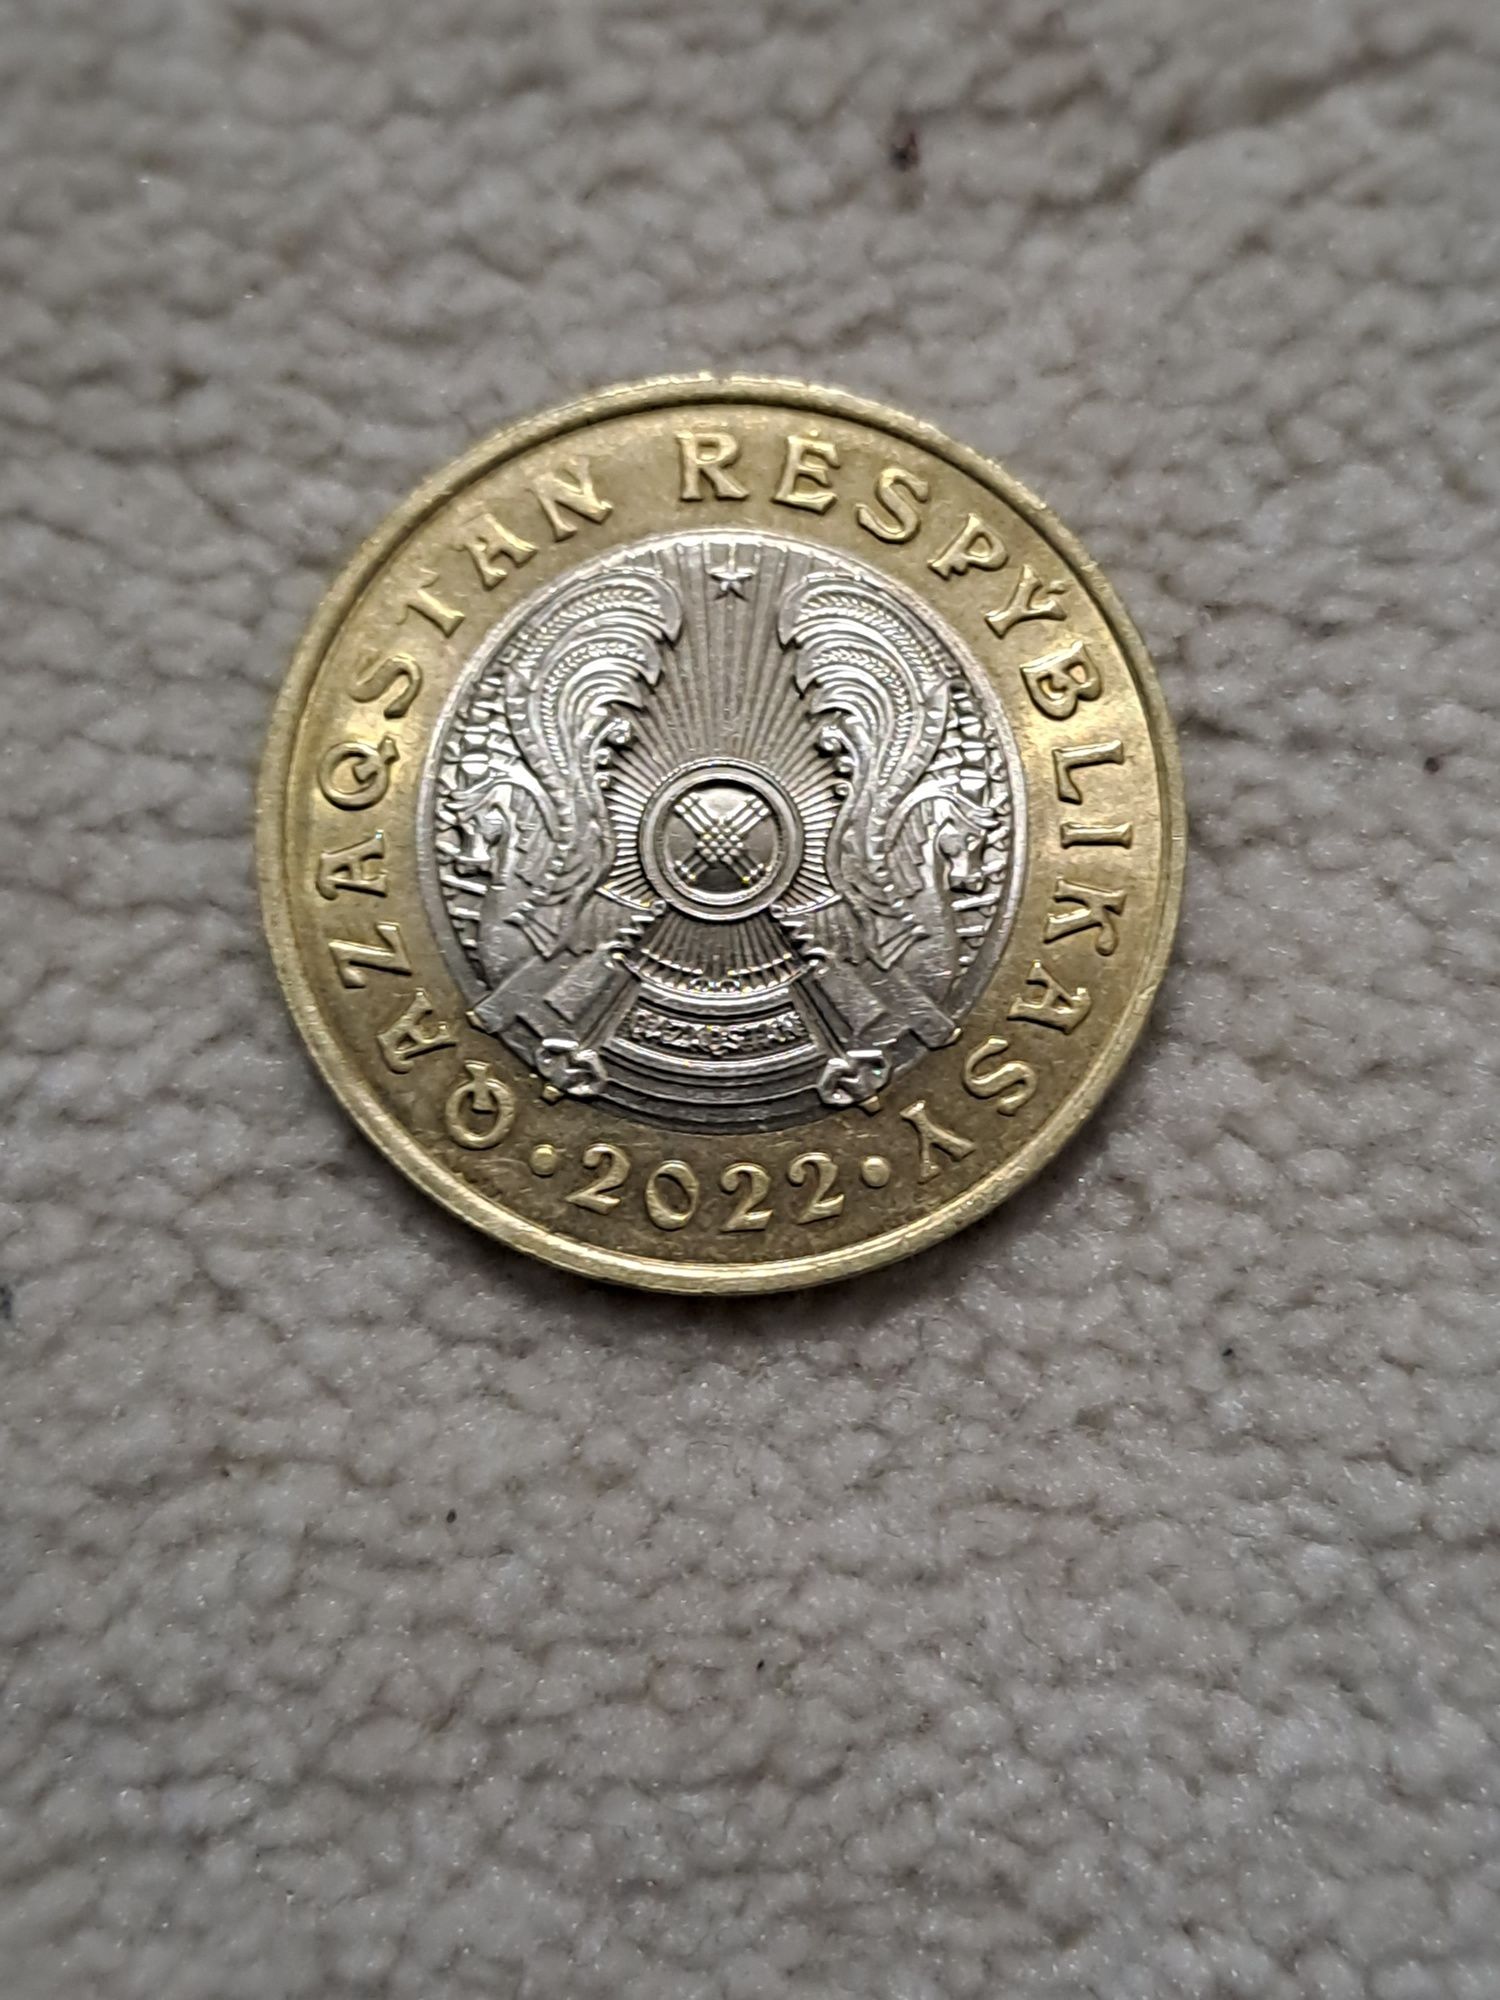 QAZAQSTAN RESPÝBLIKASY
• 2022 •
QAZAQSTAN